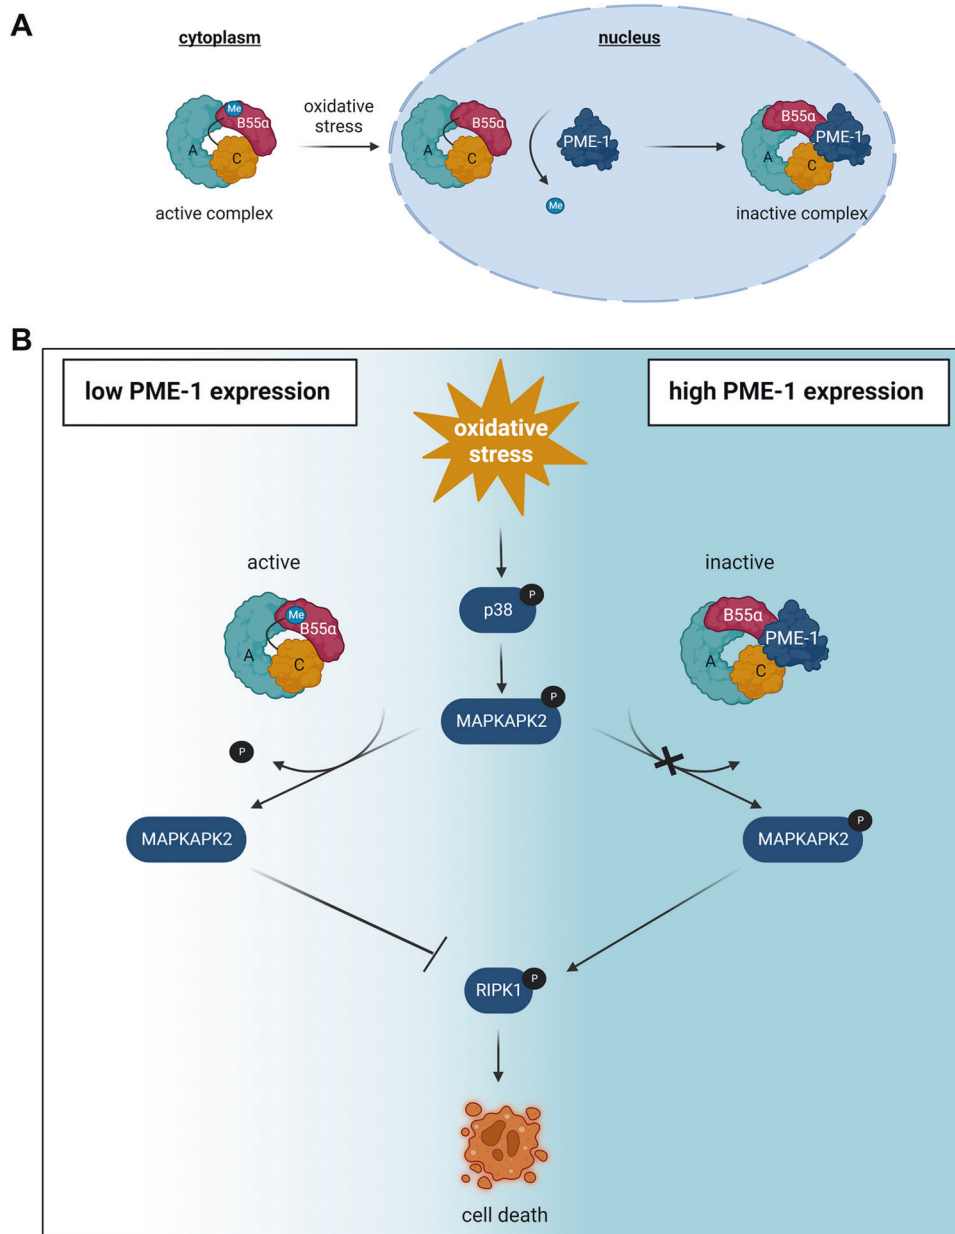 A
cytoplasm
nucleus
Me
B55α
A
C
active complex
oxidative
stress
B55α
A
C
PME-1
Me
B55α
PME-1
A
C
inactive complex
B
low PME-1 expression
high PME-1 expression
oxidative
stress
active
inactive
Me
B55α
A
C
P
p38
B55α
PME-1
A
C
P
MAPKAPK2
P
MAPKAPK2
P
MAPKAPK2
P
RIPK1
cell death